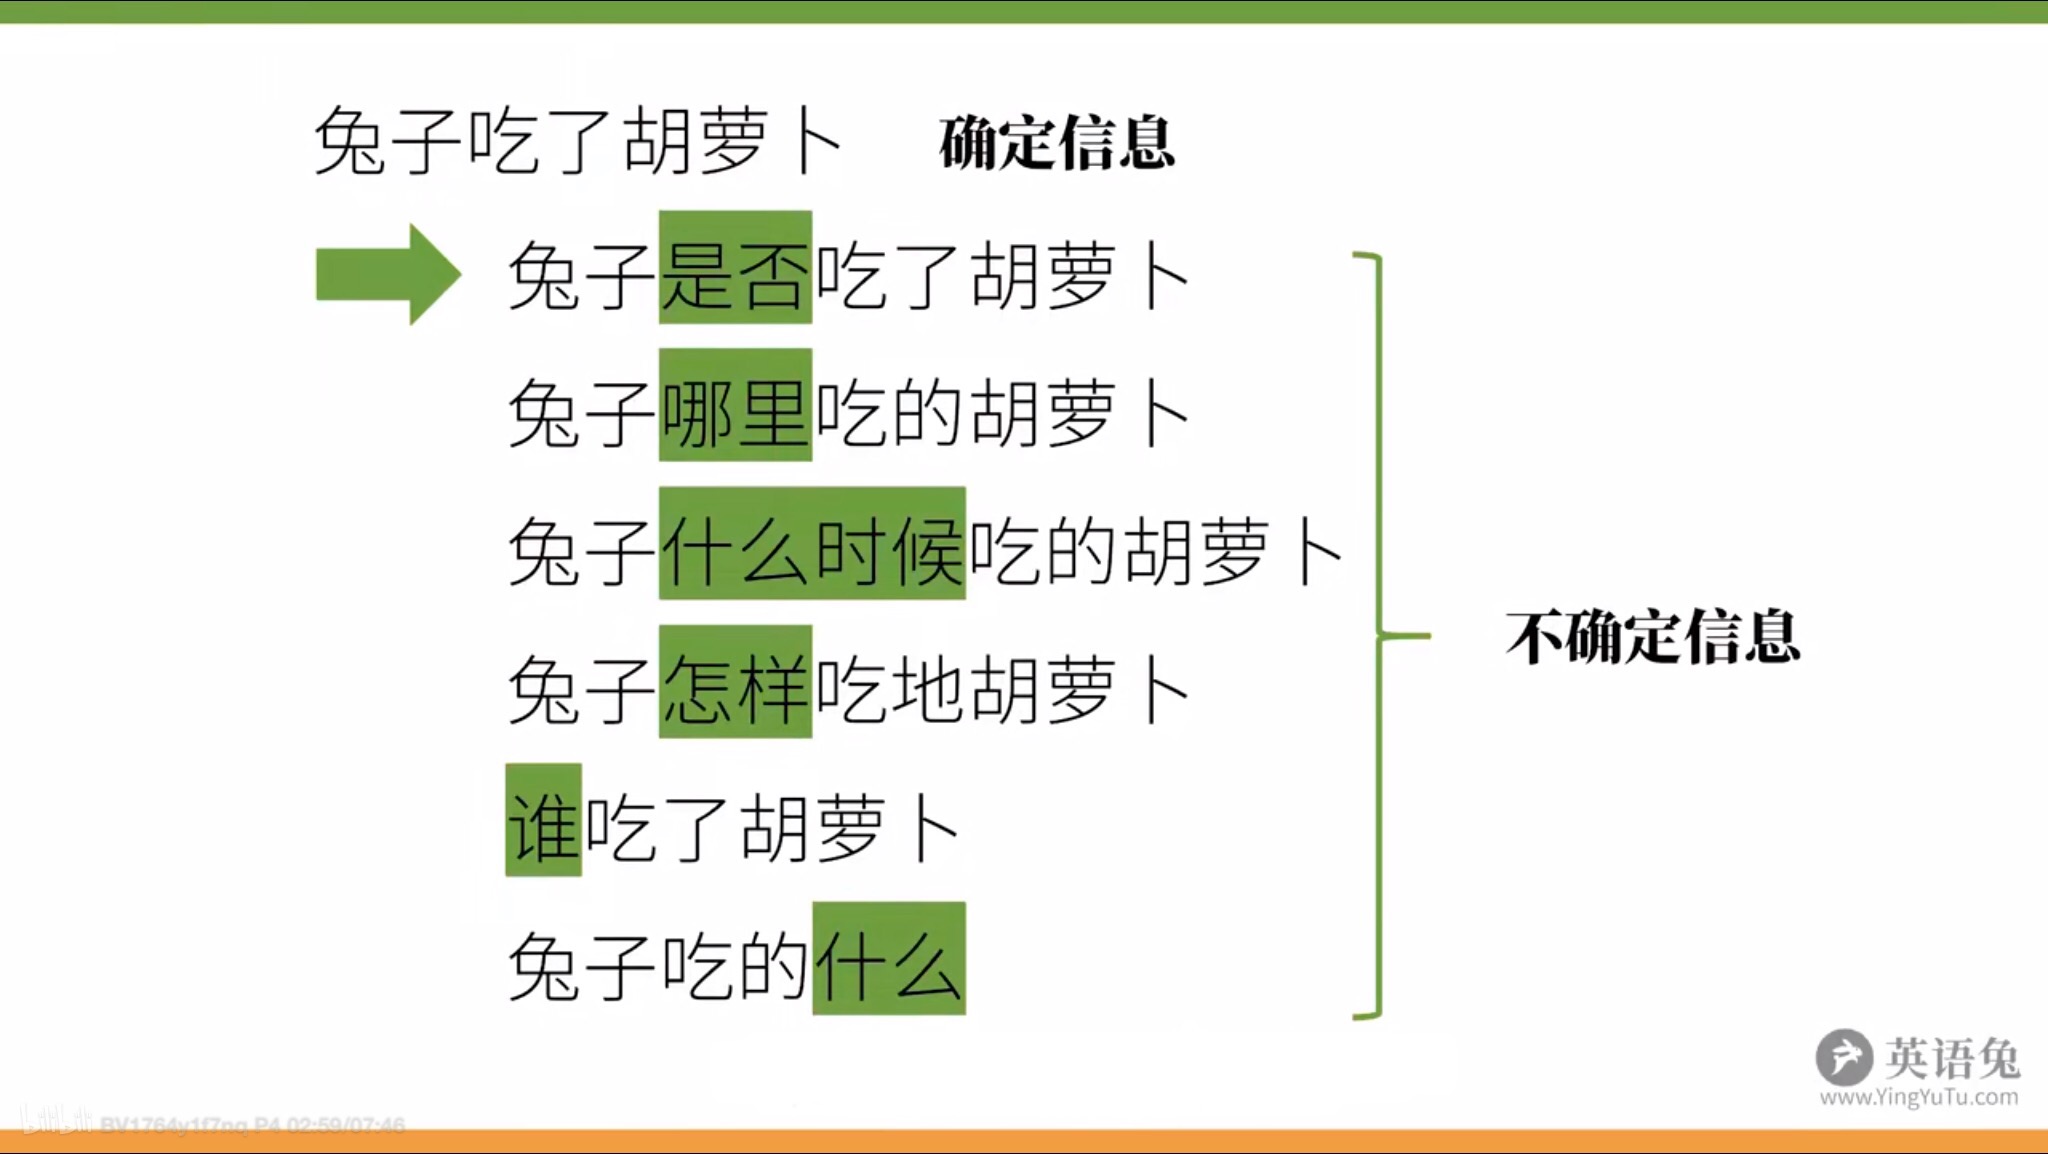 兔子吃了胡萝卜 确定信息
兔子是否吃了胡萝卜
兔子哪里吃的胡萝卜
兔子什么时候吃的胡萝卜
兔子怎样吃地胡萝卜
不确定信息
谁吃了胡萝卜
兔子吃的什么
英语兔
www.YingYuTu.com
bilibili BV1764y1f7nq P4 02:59/07:46